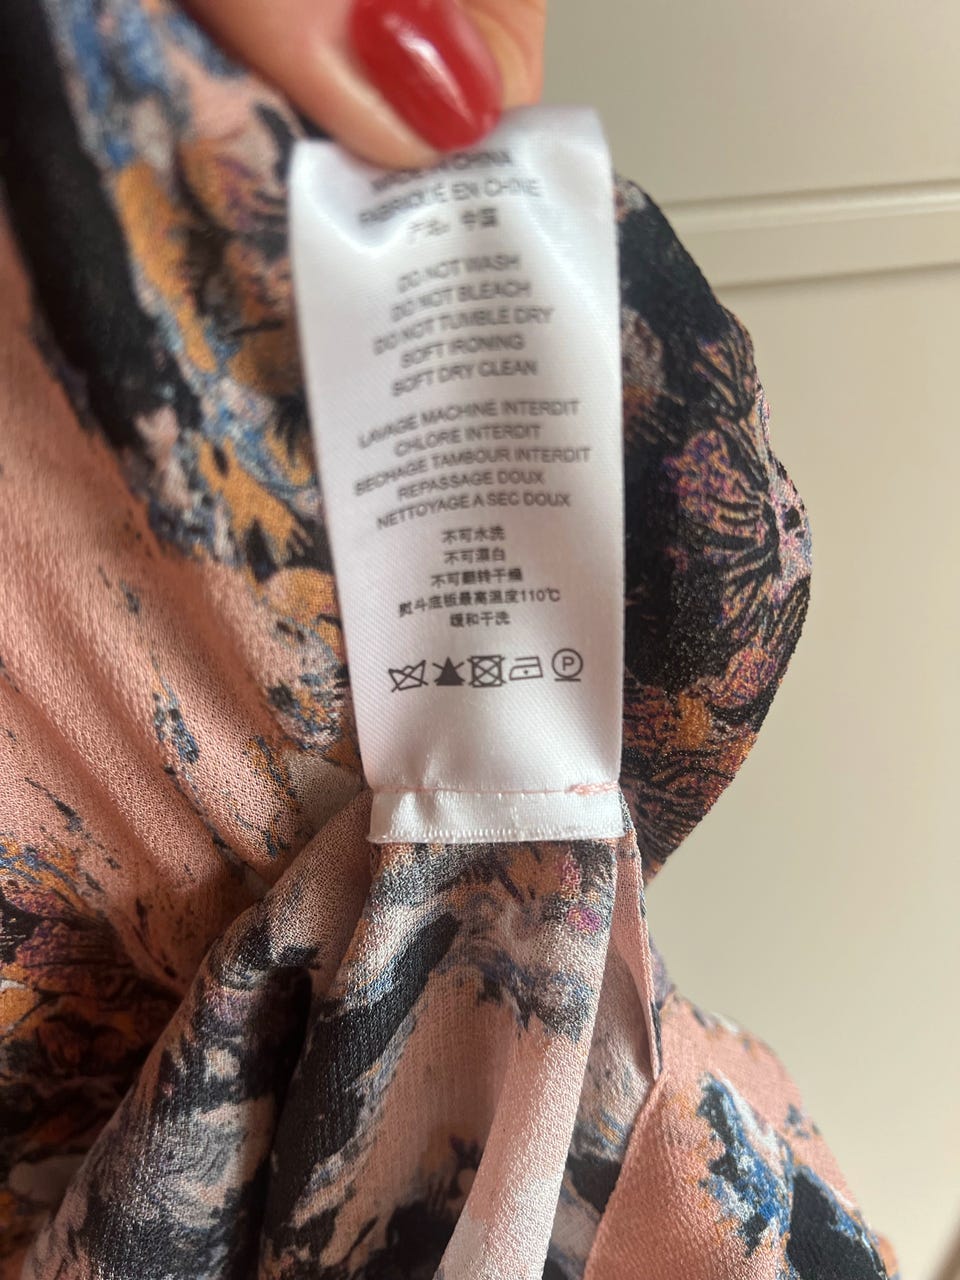 MADE IN CHINA
FABRIQUÉ EN CHINE
产地: 中国
DO NOT WASH
DO NOT BLEACH
DO NOT TUMBLE DRY
SOFT IRONING
SOFT DRY CLEAN
LAVAGE MACHINE INTERDIT
CHLORE INTERDIT
SECHAGE TAMBOUR INTERDIT
REPASSAGE DOUX
NETTOYAGE A SEC DOUX
不可水洗
不可漂白
不可翻转干燥
熨斗底板最高温度110℃
缓和干洗
P